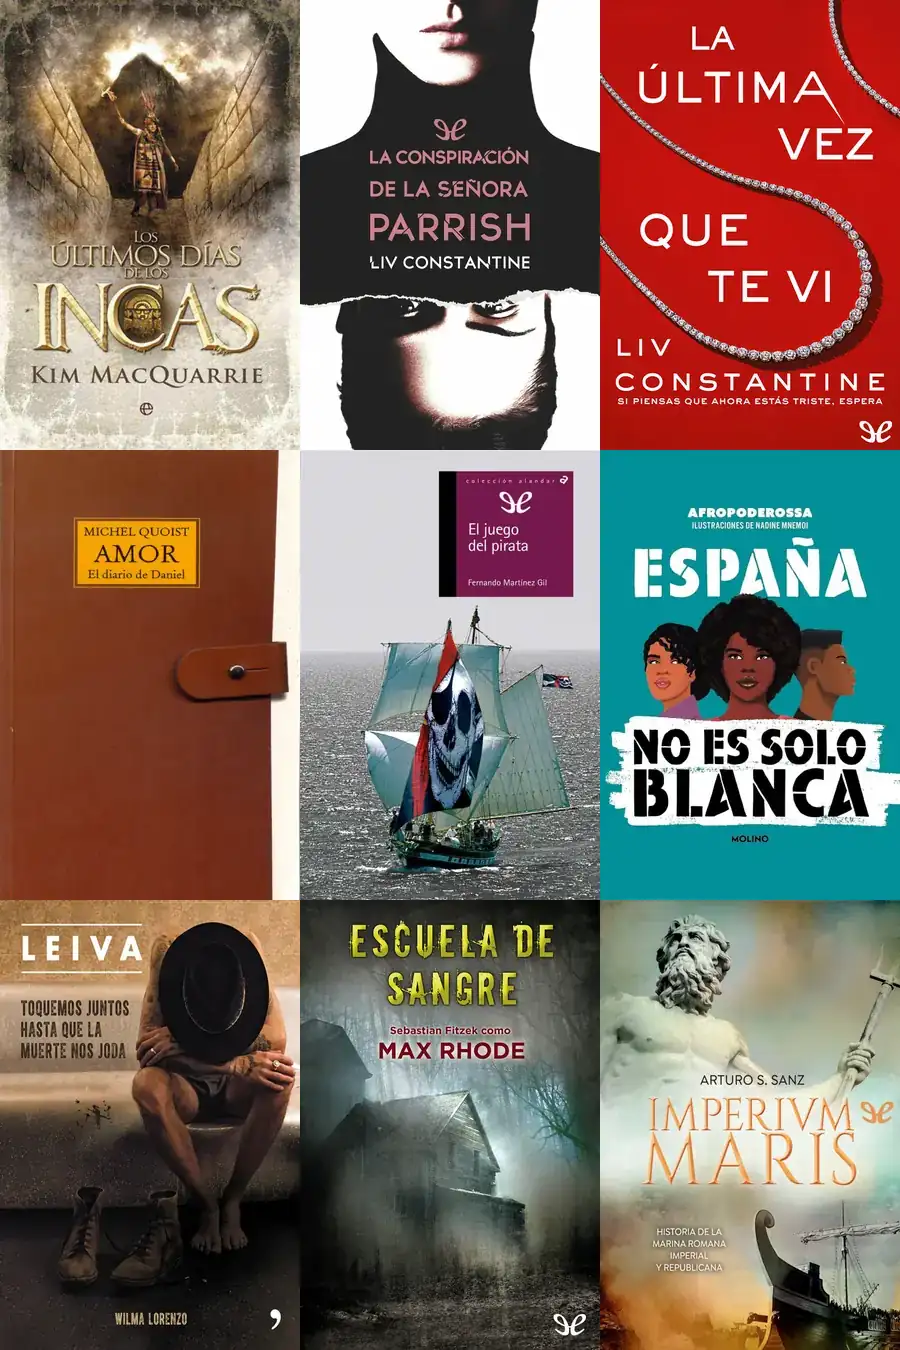 LOS
ÚLTIMOS DÍAS
DE LOS
INCAS
KIM MACQUARRIE
e
LA CONSPIRACIÓN
DE LA SEÑORA
PARRISH
LIV CONSTANTINE
LA
ÚLTIMA
VEZ
QUE
TE VI
LIV
CONSTANTINE
SI PIENSAS QUE AHORA ESTÁS TRISTE, ESPERA
MICHEL QUOIST
AMOR
El diario de Daniel
colección alandar a
El juego
del pirata
Fernando Martínez Gil
AFROPODEROSSA
ILUSTRACIONES DE NADINE MNEMOI
ESPAÑA
NO ES SOLO
BLANCA
MOLINO
LEIVA
TOQUEMOS JUNTOS
HASTA QUE LA
MUERTE NOS JODA
WILMA LORENZO
ESCUELA DE
SANGRE
Sebastian Fitzek como
MAX RHODE
ARTURO S. SANZ
IMPERIVM
MARIS
HISTORIA DE LA
MARINA ROMANA
IMPERIAL
Y REPUBLICANA